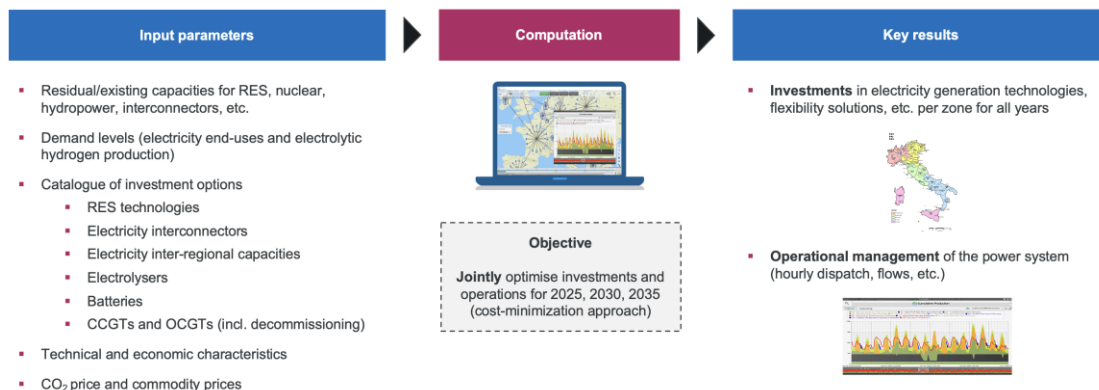 Input parameters
Computation
Key results
▪ Residual/existing capacities for RES, nuclear,
hydropower, interconnectors, etc.
▪ Demand levels (electricity end-uses and electrolytic
hydrogen production)
▪ Catalogue of investment options
▪ RES technologies
▪ Electricity interconnectors
▪ Electricity inter-regional capacities
▪ Electrolysers
▪ Batteries
▪ CCGTs and OCGTs (incl. decommissioning)
▪ Technical and economic characteristics
▪ CO₂ price and commodity prices
Objective
Jointly optimise investments and
operations for 2025, 2030, 2035
(cost-minimization approach)
▪ Investments in electricity generation technologies,
flexibility solutions, etc. per zone for all years
▪ Operational management of the power system
(hourly dispatch, flows, etc.)
Cumulative Production